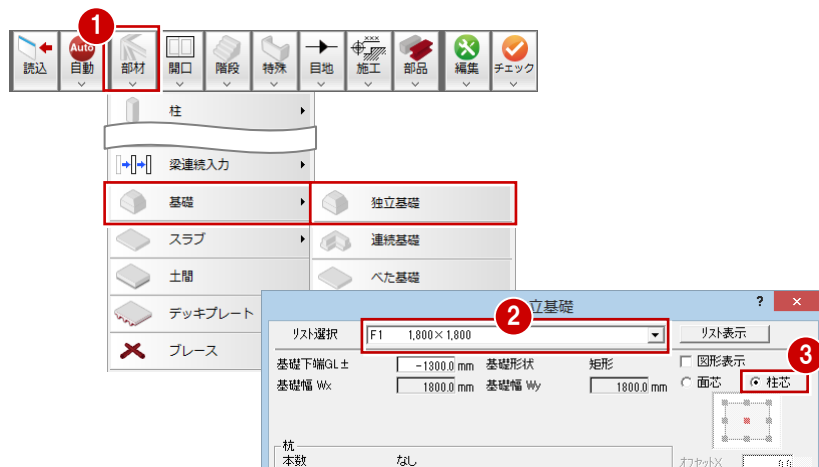 1
読込 Auto 自動 部材 開口 階段 特殊 目地 ××× 施工 部品 編集 チェック
柱
梁連続入力
基礎 独立基礎
スラブ 連続基礎
土間 べた基礎
デッキプレート
ブレース
立基礎 ? ×
2
リスト選択 F1 1,800×1,800 リスト表示
3
基礎下端GL± -1300.0 mm 基礎形状 矩形 図形表示
基礎幅 Wx 1800.0 mm 基礎幅 Wy 1800.0 mm 面芯 柱芯
杭
本数 なし オフセットX 0.0